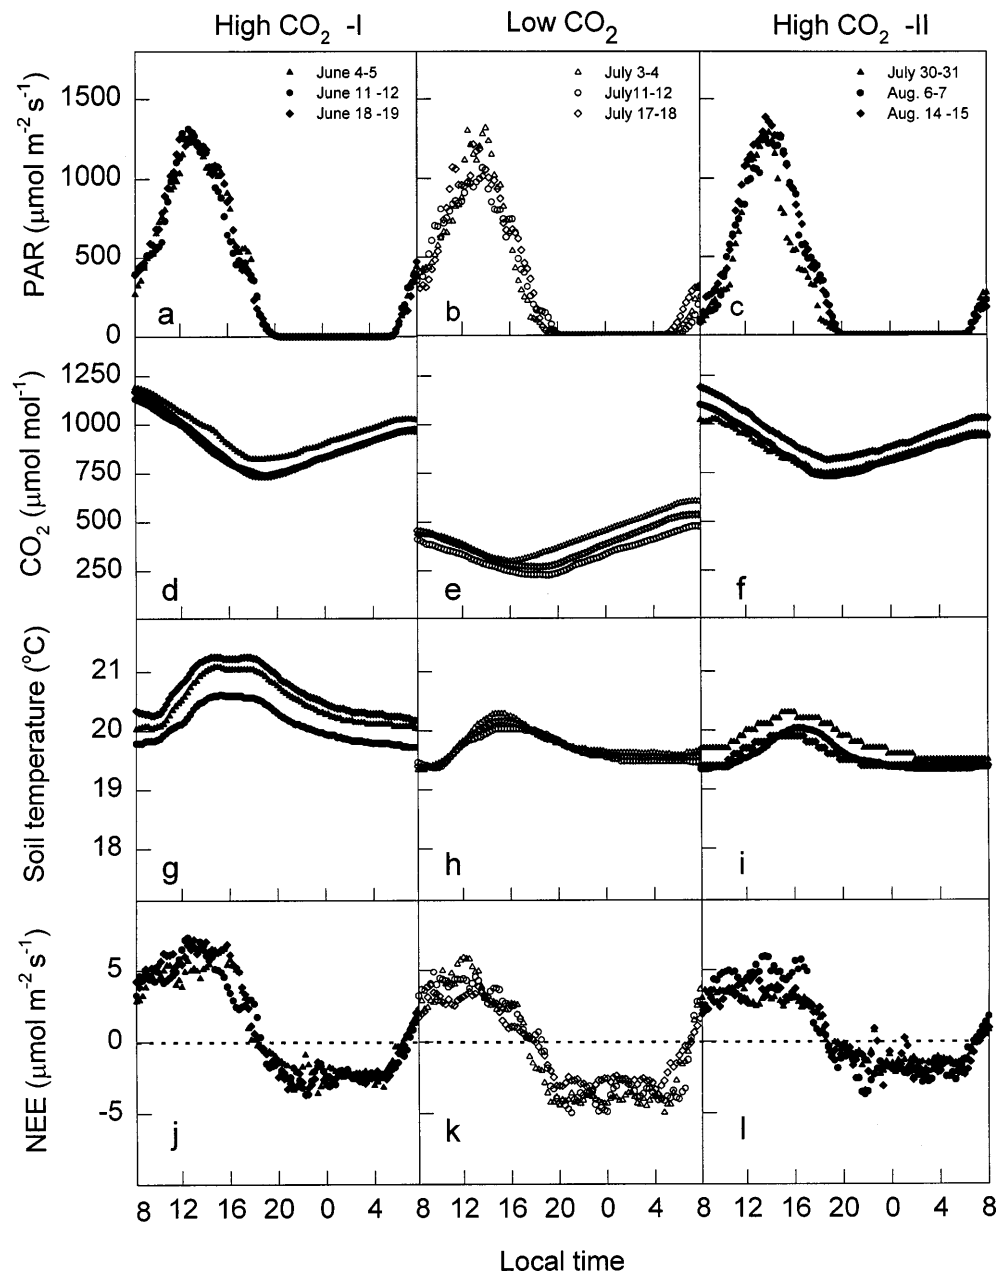 High CO2 -I Low CO2 High CO2 -II
PAR (μmol m-2 s-1)
1500
1000
500
0
June 4-5
June 11 -12
June 18 -19
a
July 3-4
July11-12
July 17-18
b
July 30-31
Aug. 6-7
Aug. 14 -15
c
CO2 (μmol mol-1)
1250
1000
750
500
250
d
e
f
Soil temperature (oC)
21
20
19
18
g
h
i
NEE (μmol m-2 s-1)
5
0
-5
j
k
l
8 12 16 20 0 4 8 12 16 20 0 4 8 12 16 20 0 4 8
Local time